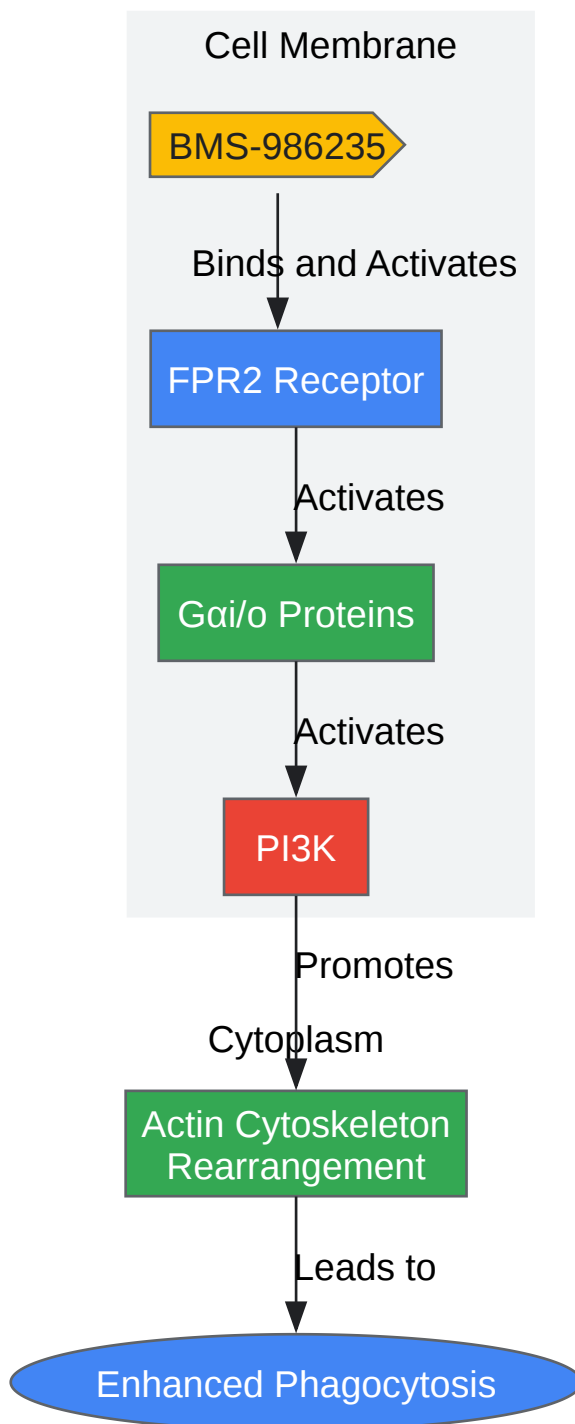 Cell Membrane
BMS-986235
Binds and Activates
FPR2 Receptor
Activates
Gαi/o Proteins
Activates
PI3K
Promotes
Cytoplasm
Actin Cytoskeleton
Rearrangement
Leads to
Enhanced Phagocytosis